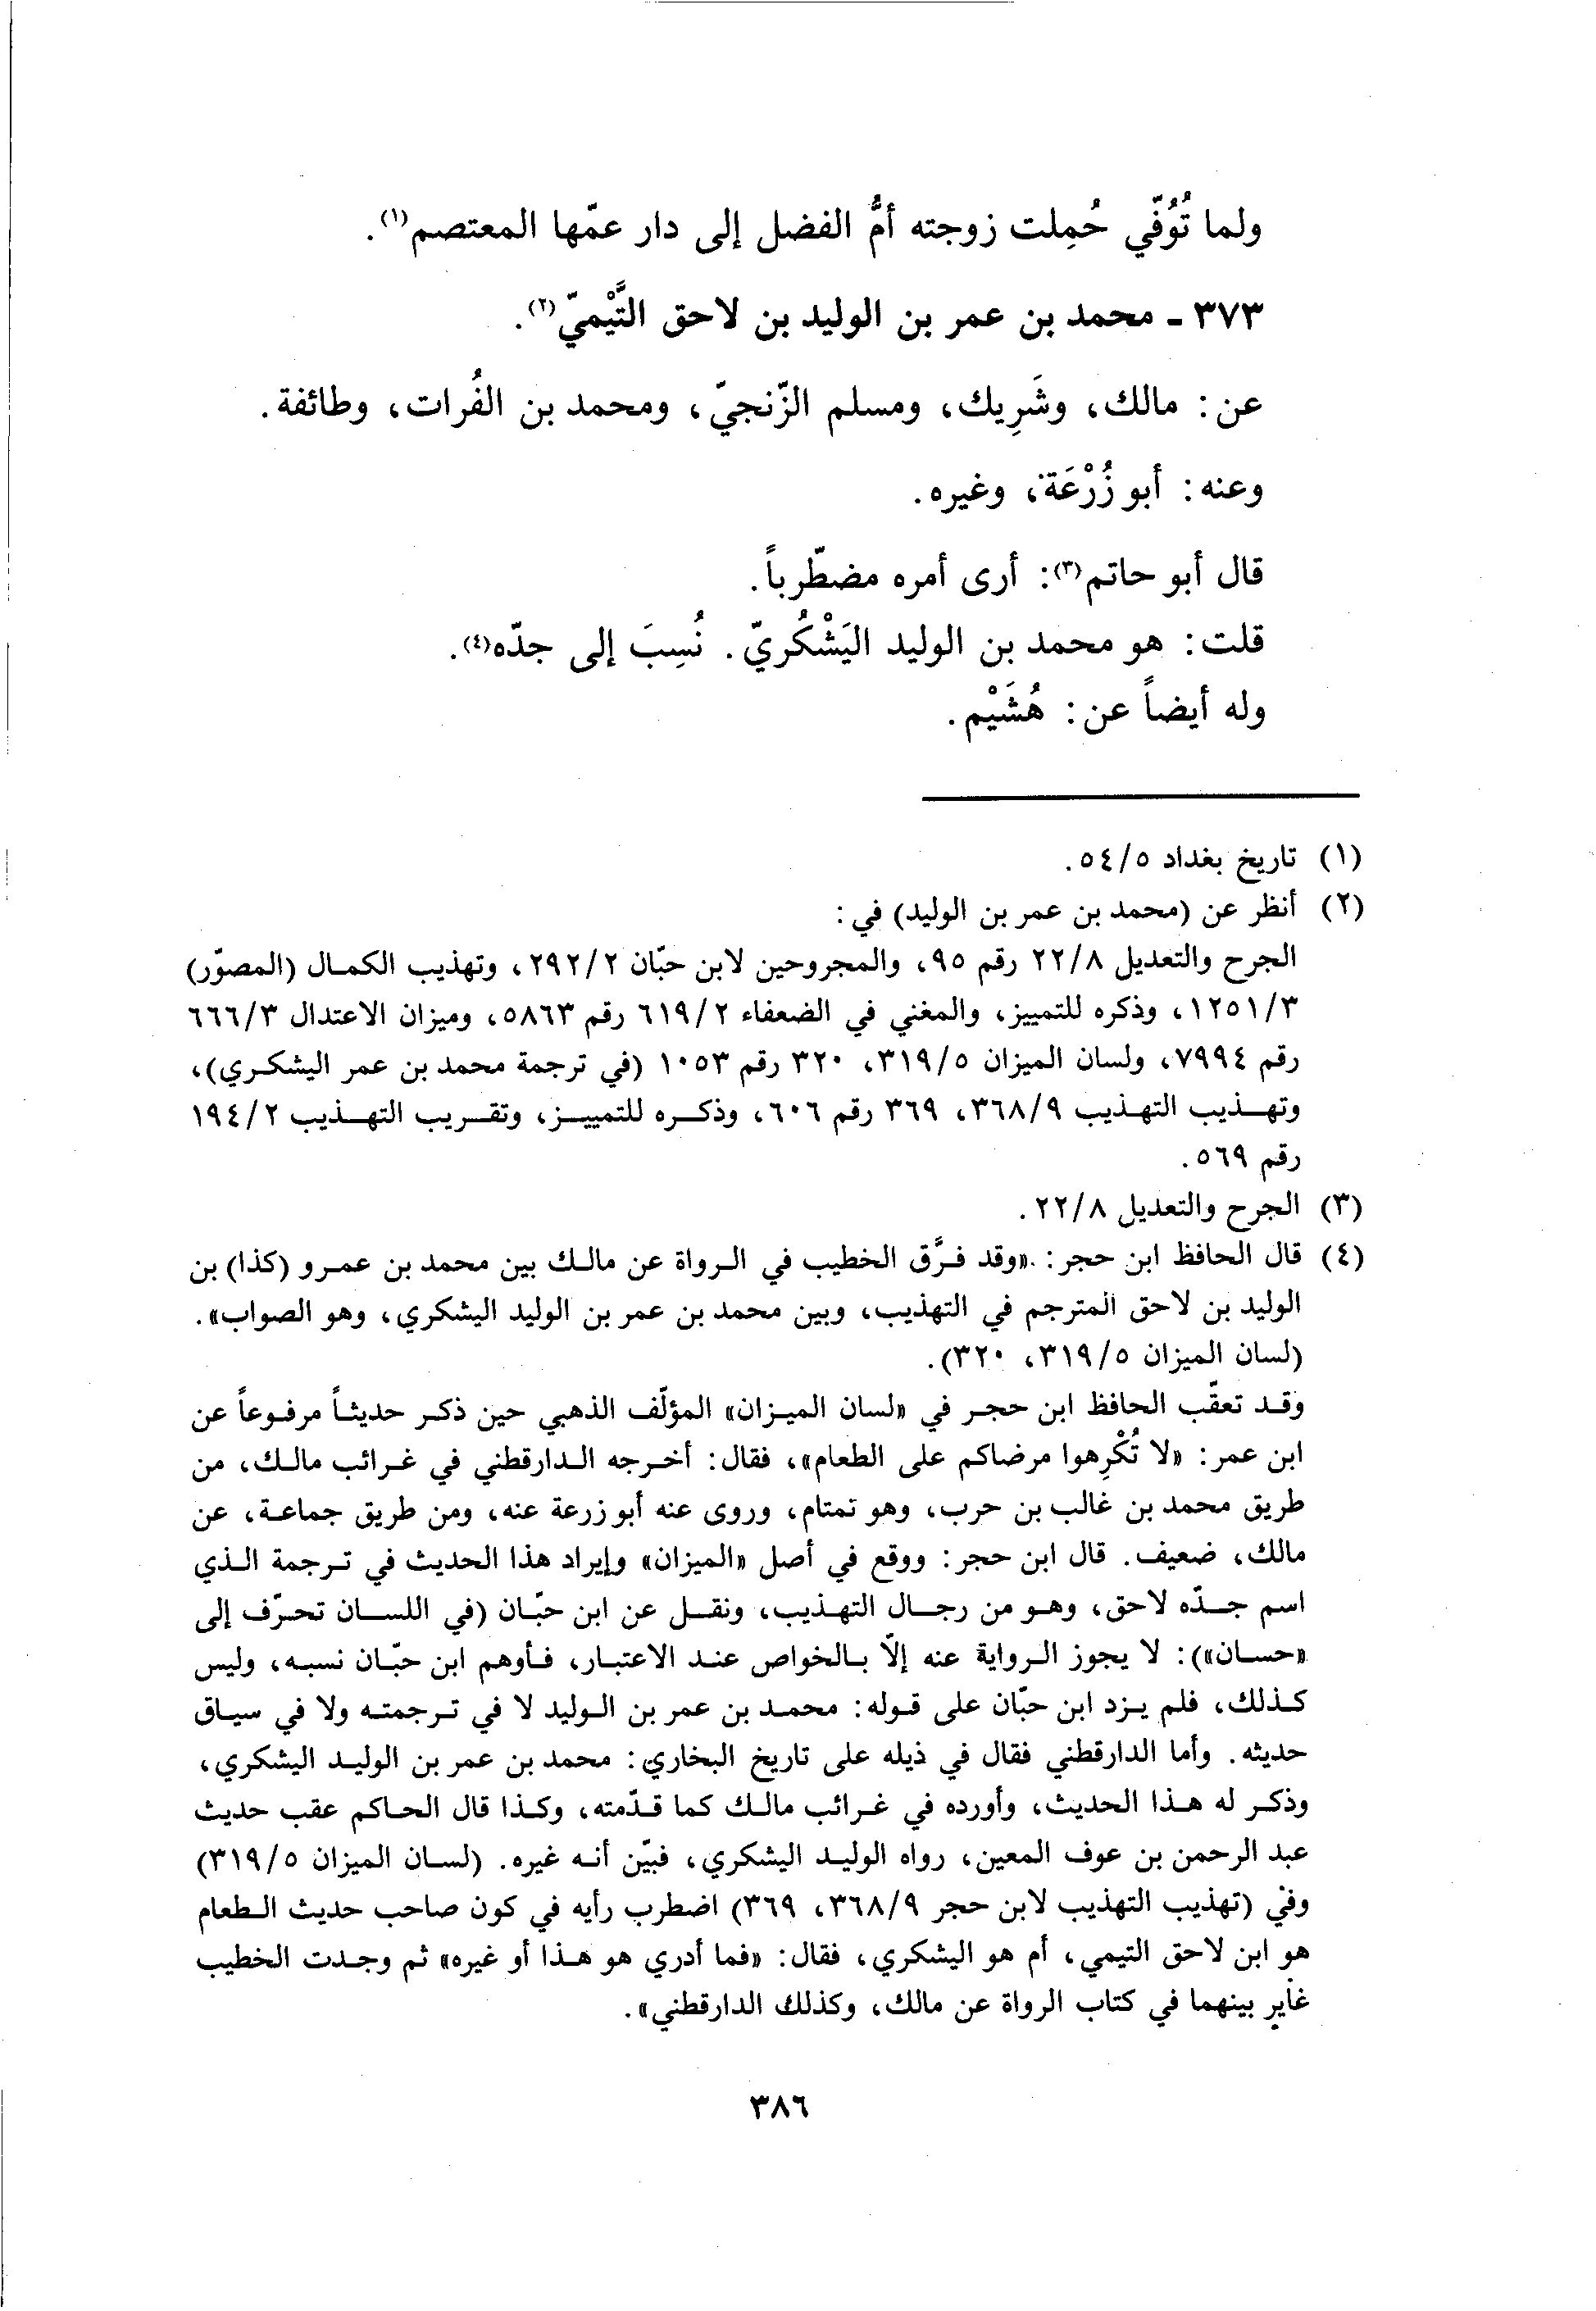 ولما تُوُفّي حُمِلت زوجته أمُّ الفضل إلى دار عمّها المعتصم(١).
٣٧٣ ـ محمد بن عمر بن الوليد بن لاحق التَّيْميّ(٢).
عن: مالك، وشَرِيك، ومسلم الزّنجيّ، ومحمد بن الفُرات، وطائفة.
وعنه: أبو زُرْعَة، وغيره.
قال أبو حاتم(٣): أرى أمره مضطّرباً.
قلت: هو محمد بن الوليد اليَشْكُريّ. نُسِبَ إلى جدّه(٤).
وله أيضاً عن: هُشَيْم.
(١) تاريخ بغداد ٥٤/٥.
(٢) أنظر عن (محمد بن عمر بن الوليد) في:
الجرح والتعديل ٢٢/٨ رقم ٩٥، والمجروحين لابن حبّان ٢٩٢/٢، وتهذيب الكمال (المصوّر)
١٢٥١/٣، وذكره للتمييز، والمغني في الضعفاء ٦١٩/٢ رقم ٥٨٦٣، وميزان الاعتدال ٦٦٦/٣
رقم ٧٩٩٤، ولسان الميزان ٣١٩/٥، ٣٢٠ رقم ١٠٥٣ (في ترجمة محمد بن عمر اليشكري)،
وتهذيب التهذيب ٣٦٨/٩، ٣٦٩ رقم ٦٠٦، وذكره للتمييز، وتقريب التهذيب ١٩٤/٢
رقم ٥٦٩.
(٣) الجرح والتعديل ٢٢/٨.
(٤) قال الحافظ ابن حجر: «وقد فرَّق الخطيب في الرواة عن مالك بين محمد بن عمرو (كذا) بن
الوليد بن لاحق المترجم في التهذيب، وبين محمد بن عمر بن الوليد اليشكري، وهو الصواب».
(لسان الميزان ٣١٩/٥، ٣٢٠).
وقد تعقّب الحافظ ابن حجر في «لسان الميزان» المؤلّف الذهبي حين ذكر حديثاً مرفوعاً عن
ابن عمر: «لا تُكْرِهوا مرضاكم على الطعام»، فقال: أخرجه الدارقطني في غرائب مالك، من
طريق محمد بن غالب بن حرب، وهو تمتام، وروى عنه أبو زرعة عنه، ومن طريق جماعة، عن
مالك، ضعيف. قال ابن حجر: ووقع في أصل «الميزان» وإيراد هذا الحديث في ترجمة الذي
اسم جدّه لاحق، وهو من رجال التهذيب، ونقل عن ابن حبّان (في اللسان تحرّف إلى
«حسان»): لا يجوز الرواية عنه إلّا بالخواص عند الاعتبار، فأوهم ابن حبّان نسبه، وليس
كذلك، فلم يزد ابن حبّان على قوله: محمد بن عمر بن الوليد لا في ترجمته ولا في سياق
حديثه. وأما الدارقطني فقال في ذيله على تاريخ البخاري: محمد بن عمر بن الوليد اليشكري،
وذكر له هذا الحديث، وأورده في غرائب مالك كما قدّمته، وكذا قال الحاكم عقب حديث
عبد الرحمن بن عوف المعين، رواه الوليد اليشكري، فبيّن أنه غيره. (لسان الميزان ٣١٩/٥)
وفي (تهذيب التهذيب لابن حجر ٣٦٨/٩، ٣٦٩) اضطرب رأيه في كون صاحب حديث الطعام
هو ابن لاحق التيمي، أم هو اليشكري، فقال: «فما أدري هو هذا أو غيره» ثم وجدت الخطيب
غاير بينهما في كتاب الرواة عن مالك، وكذلك الدارقطني».
٣٨٦